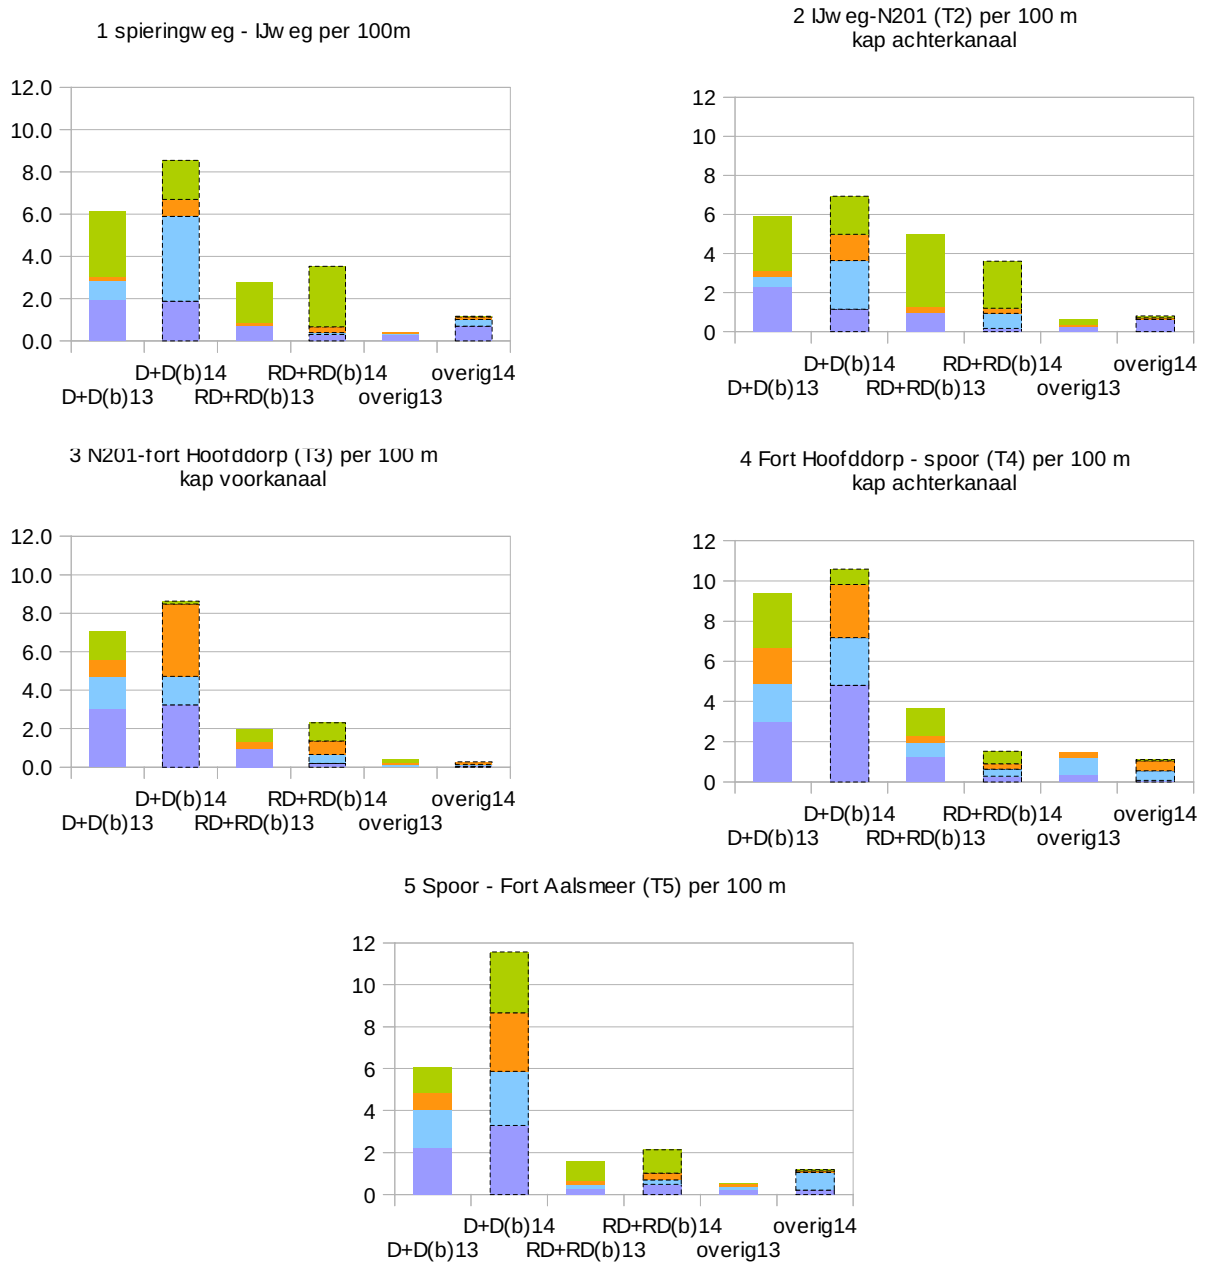 1 spieringweg - IJweg per 100m
12.0
10.0
8.0
6.0
4.0
2.0
0.0
D+D(b)14 RD+RD(b)14 overig14
D+D(b)13 RD+RD(b)13 overig13
2 IJweg-N201 (T2) per 100 m
kap achterkanaal
12
10
8
6
4
2
0
D+D(b)14 RD+RD(b)14 overig14
D+D(b)13 RD+RD(b)13 overig13
3 N201-fort Hoofddorp (T3) per 100 m
kap voorkanaal
12.0
10.0
8.0
6.0
4.0
2.0
0.0
D+D(b)14 RD+RD(b)14 overig14
D+D(b)13 RD+RD(b)13 overig13
4 Fort Hoofddorp - spoor (T4) per 100 m
kap achterkanaal
12
10
8
6
4
2
0
D+D(b)14 RD+RD(b)14 overig14
D+D(b)13 RD+RD(b)13 overig13
5 Spoor - Fort Aalsmeer (T5) per 100 m
12
10
8
6
4
2
0
D+D(b)14 RD+RD(b)14 overig14
D+D(b)13 RD+RD(b)13 overig13